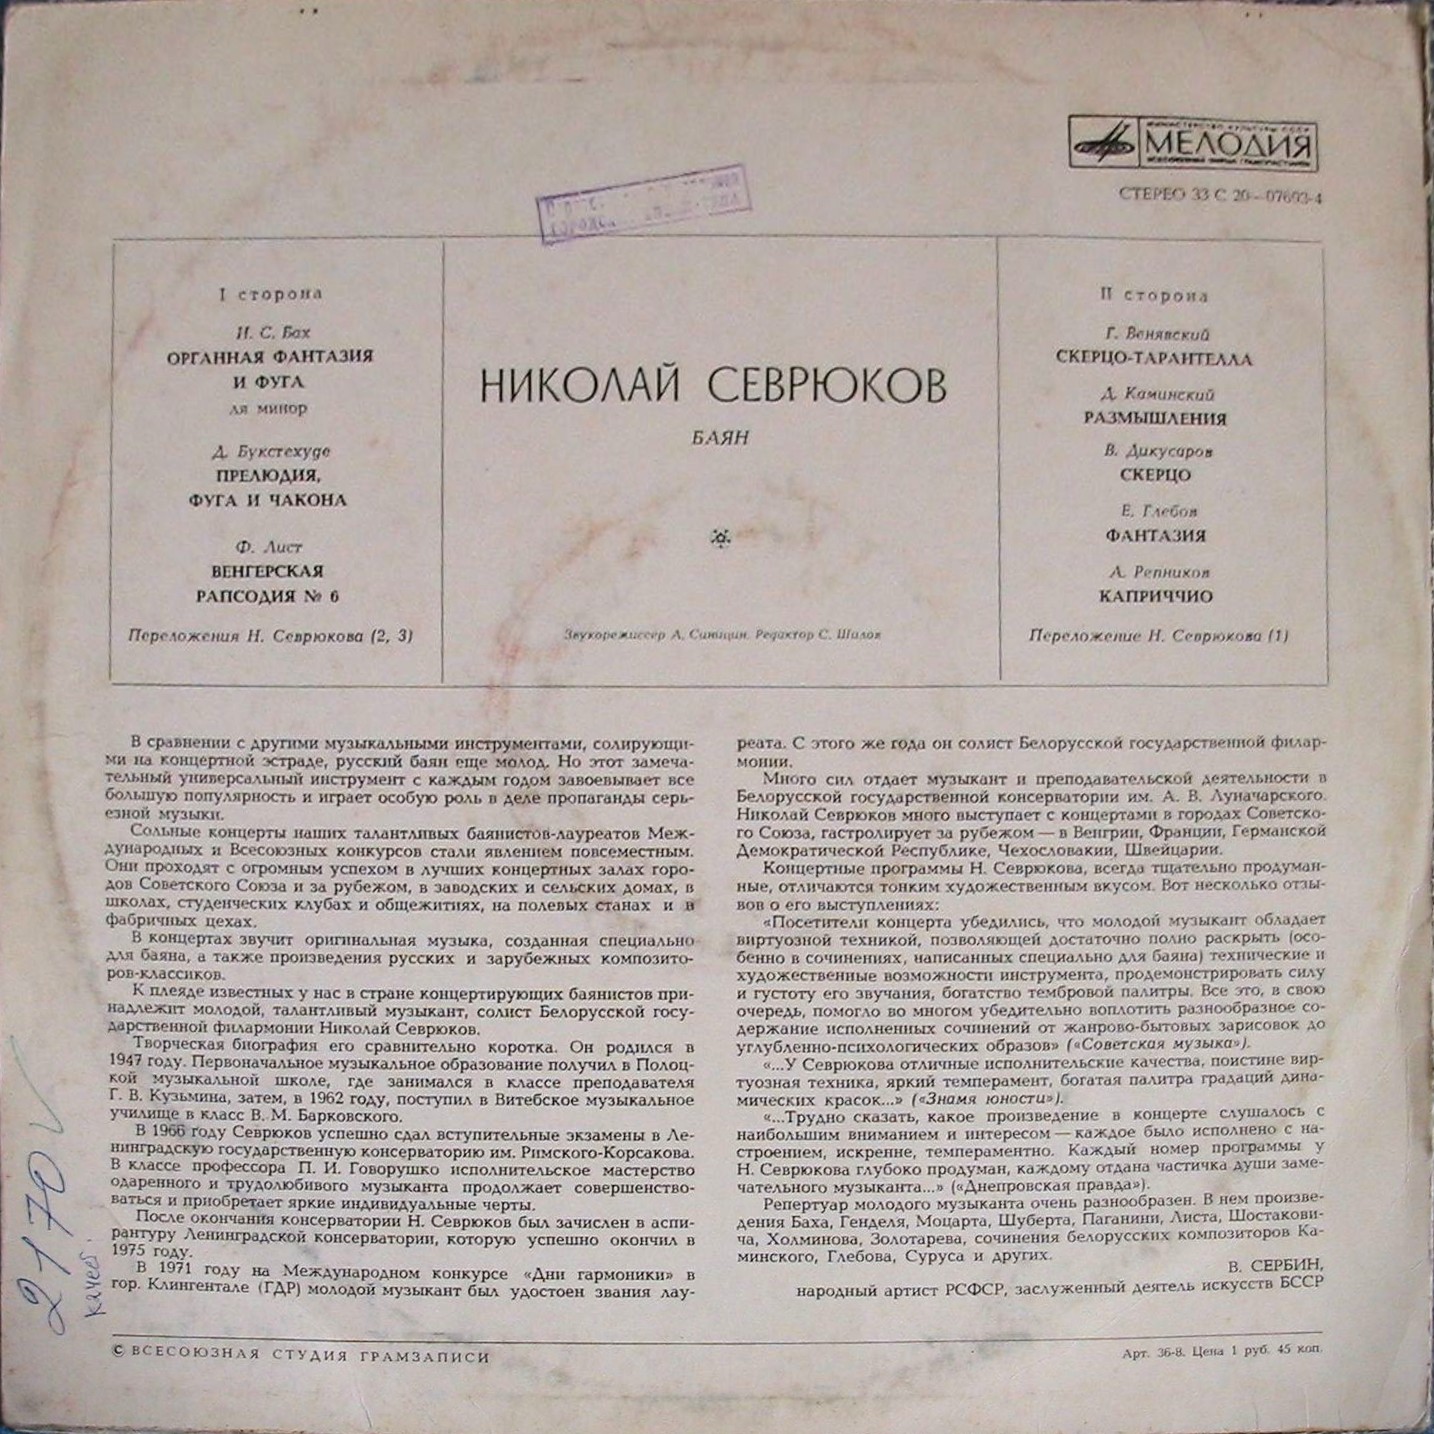 МИНИСТЕРСТВО КУЛЬТУРЫ СССР
МЕЛОДИЯ
ВСЕСОЮЗНАЯ ФИРМА ГРАМПЛАСТИНОК
СТЕРЕО 33 С 20—07603-4
I сторона
И. С. Бах
ОРГАННАЯ ФАНТАЗИЯ
И ФУГА
ля минор
Д. Букстехуде
ПРЕЛЮДИЯ,
ФУГА И ЧАКОНА
Ф. Лист
ВЕНГЕРСКАЯ
РАПСОДИЯ № 6
Переложения Н. Севрюкова (2, 3)
НИКОЛАЙ СЕВРЮКОВ
БАЯН
Звукорежиссер А. Синицин. Редактор С. Шилов
II сторона
Г. Венявский
СКЕРЦО-ТАРАНТЕЛЛА
Д. Каминский
РАЗМЫШЛЕНИЯ
В. Дикусаров
СКЕРЦО
Е. Глебов
ФАНТАЗИЯ
А. Репников
КАПРИЧЧИО
Переложение Н. Севрюкова (1)
В сравнении с другими музыкальными инструментами, солирующи-
ми на концертной эстраде, русский баян еще молод. Но этот замеча-
тельный универсальный инструмент с каждым годом завоевывает все
большую популярность и играет особую роль в деле пропаганды серь-
езной музыки.
Сольные концерты наших талантливых баянистов-лауреатов Меж-
дународных и Всесоюзных конкурсов стали явлением повсеместным.
Они проходят с огромным успехом в лучших концертных залах горо-
дов Советского Союза и за рубежом, в заводских и сельских домах, в
школах, студенческих клубах и общежитиях, на полевых станах и в
фабричных цехах.
В концертах звучит оригинальная музыка, созданная специально
для баяна, а также произведения русских и зарубежных композито-
ров-классиков.
К плеяде известных у нас в стране концертирующих баянистов при-
надлежит молодой, талантливый музыкант, солист Белорусской госу-
дарственной филармонии Николай Севрюков.
Творческая биография его сравнительно коротка. Он родился в
1947 году. Первоначальное музыкальное образование получил в Полоц-
кой музыкальной школе, где занимался в классе преподавателя
Г. В. Кузьмина, затем, в 1962 году, поступил в Витебское музыкальное
училище в класс В. М. Барковского.
В 1966 году Севрюков успешно сдал вступительные экзамены в Ле-
нинградскую государственную консерваторию им. Римского-Корсакова.
В классе профессора П. И. Говорушко исполнительское мастерство
одаренного и трудолюбивого музыканта продолжает совершенство-
ваться и приобретает яркие индивидуальные черты.
После окончания консерватории Н. Севрюков был зачислен в аспи-
рантуру Ленинградской консерватории, которую успешно окончил в
1975 году.
В 1971 году на Международном конкурсе «Дни гармоники» в
гор. Клингентале (ГДР) молодой музыкант был удостоен звания лау-
реата. С этого же года он солист Белорусской государственной филар-
монии.
Много сил отдает музыкант и преподавательской деятельности в
Белорусской государственной консерватории им. А. В. Луначарского.
Николай Севрюков много выступает с концертами в городах Советско-
го Союза, гастролирует за рубежом — в Венгрии, Франции, Германской
Демократической Республике, Чехословакии, Швейцарии.
Концертные программы Н. Севрюкова, всегда тщательно продуман-
ные, отличаются тонким художественным вкусом. Вот несколько отзы-
вов о его выступлениях:
«Посетители концерта убедились, что молодой музыкант обладает
виртуозной техникой, позволяющей достаточно полно раскрыть (осо-
бенно в сочинениях, написанных специально для баяна) технические и
художественные возможности инструмента, продемонстрировать силу
и густоту его звучания, богатство тембровой палитры. Все это, в свою
очередь, помогло во многом убедительно воплотить разнообразное со-
держание исполненных сочинений от жанрово-бытовых зарисовок до
углубленно-психологических образов» («Советская музыка»).
«...У Севрюкова отличные исполнительские качества, поистине вир-
туозная техника, яркий темперамент, богатая палитра градаций дина-
мических красок...» («Знамя юности»).
«...Трудно сказать, какое произведение в концерте слушалось с
наибольшим вниманием и интересом — каждое было исполнено с на-
строением, искренне, темпераментно. Каждый номер программы у
Н. Севрюкова глубоко продуман, каждому отдана частичка души заме-
чательного музыканта...» («Днепровская правда»).
Репертуар молодого музыканта очень разнообразен. В нем произве-
дения Баха, Генделя, Моцарта, Шуберта, Паганини, Листа, Шостакови-
ча, Холминова, Золотарева, сочинения белорусских композиторов Ка-
минского, Глебова, Суруса и других.
В. СЕРБИН,
народный артист РСФСР, заслуженный деятель искусств БССР
2170
© ВСЕСОЮЗНАЯ СТУДИЯ ГРАМЗАПИСИ
Арт. 36-8. Цена 1 руб. 45 коп.